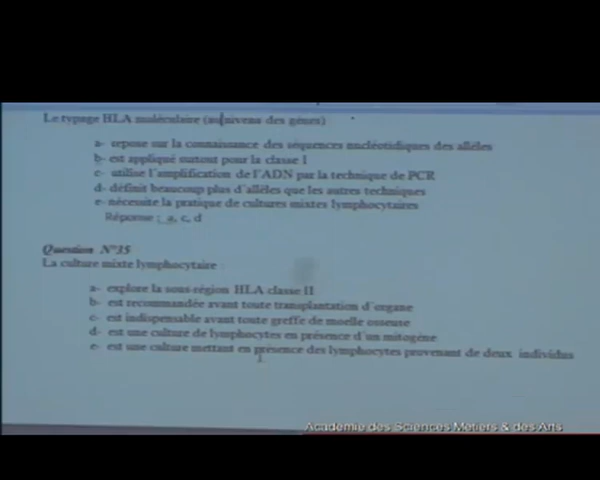 Le typage HLA moléculaire (au niveau des gènes)
a- repose sur la connaissance des séquences nucléotidiques des allèles
b- est appliqué surtout pour la classe I
c- utilise l'amplification de l'ADN par la technique de PCR
d- définit beaucoup plus d'allèles que les autres techniques
e- nécessite la pratique de cultures mixtes lymphocytaires
Réponse : a, c, d
Question N°35
La culture mixte lymphocytaire
a- explore la sous-région HLA classe II
b- est recommandée avant toute transplantation d'organe
c- est indispensable avant toute greffe de moelle osseuse
d- est une culture de lymphocytes en présence d'un mitogène
e- est une culture mettant en présence des lymphocytes provenant de deux individus
Academie des Sciences Metiers & des Arts